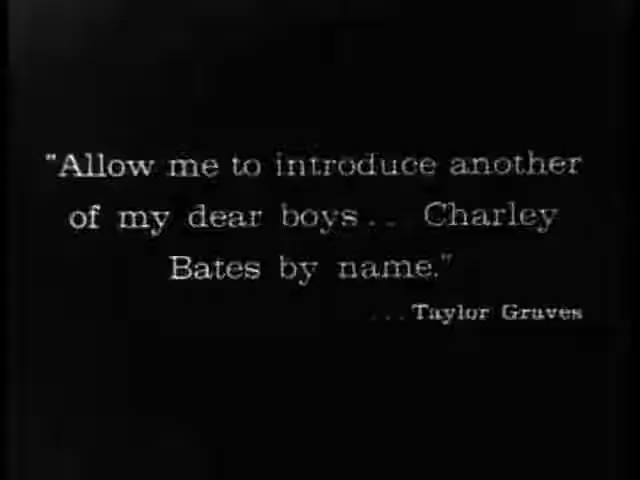 "Allow me to introduce another
of my dear boys... Charley
Bates by name."
...Taylor Graves